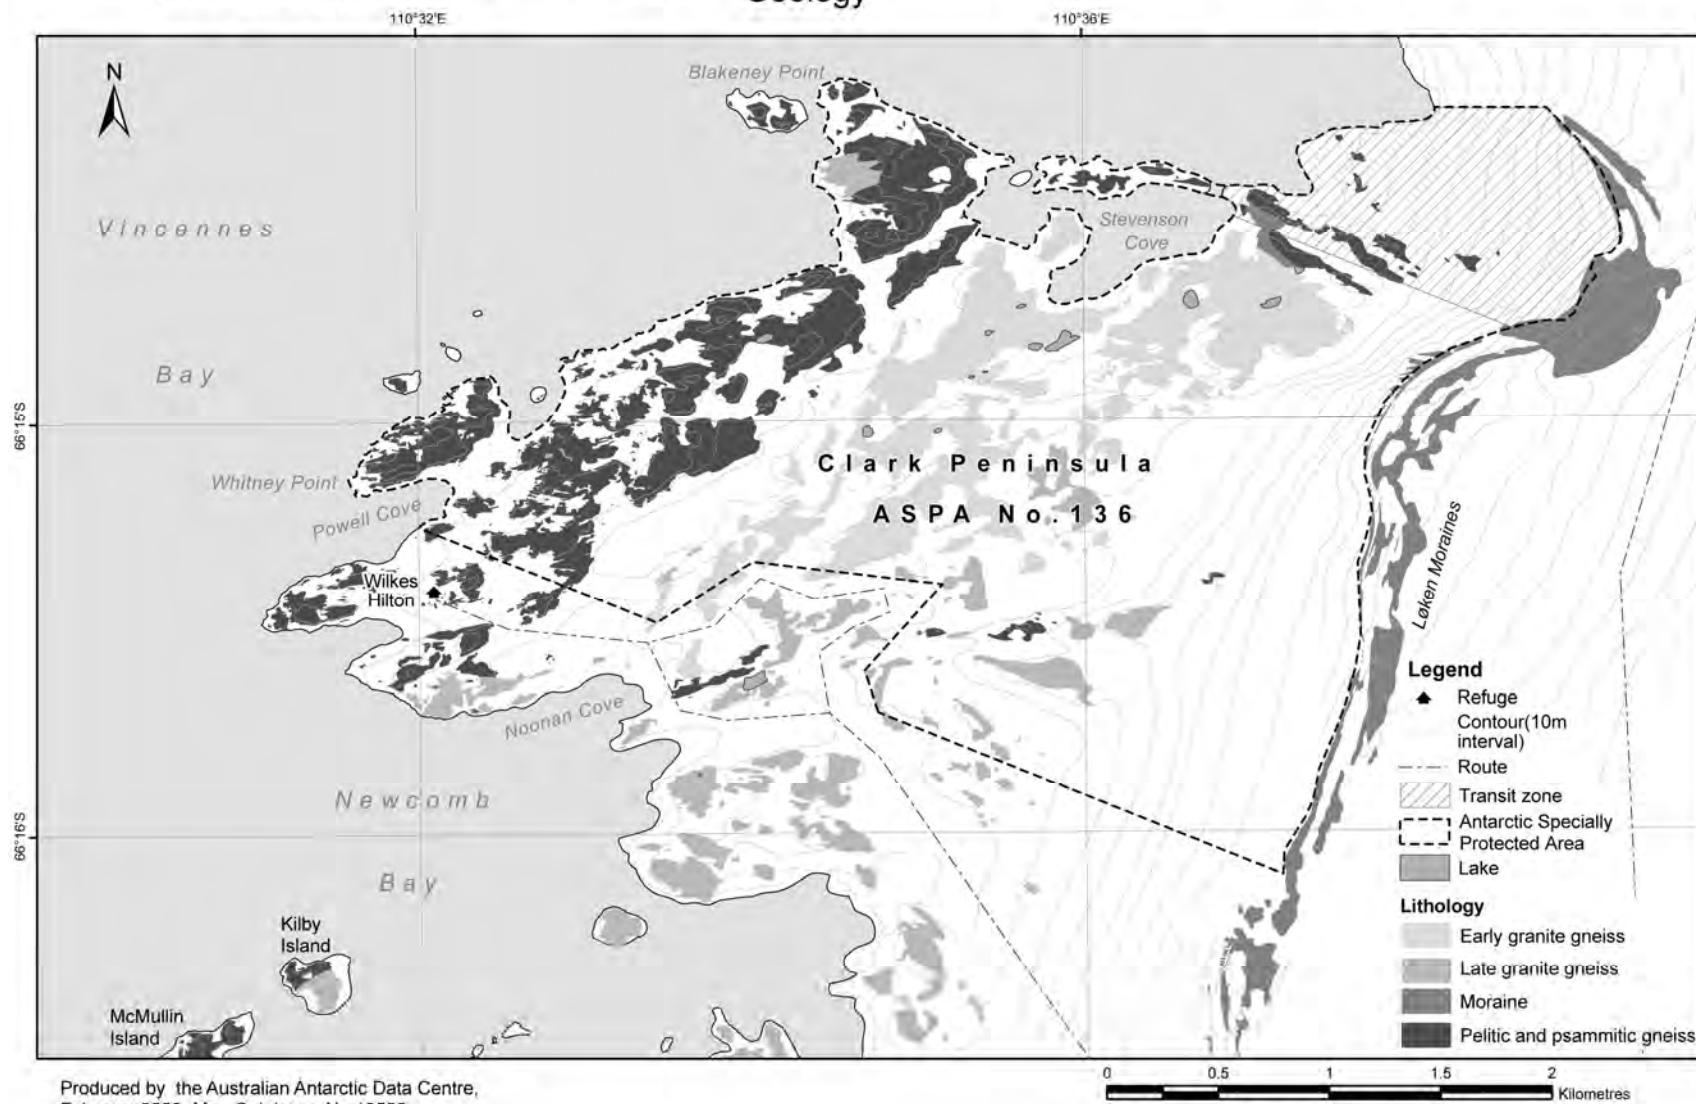 Geology
110°32'E
110°36'E
N
Blakeney Point
Vincennes
Stevenson
Cove
Bay
66°15'S
Whitney Point
Clark Peninsula
Powell Cove
ASPA No. 136
Løken Moraines
Wilkes
Hilton
Noonan Cove
Newcomb
66°16'S
Bay
Kilby
Island
McMullin
Island
Legend
Refuge
Contour(10m
interval)
Route
Transit zone
Antarctic Specially
Protected Area
Lake
Lithology
Early granite gneiss
Late granite gneiss
Moraine
Pelitic and psammitic gneiss
0 0.5 1 1.5 2
Kilometres
Produced by the Australian Antarctic Data Centre,